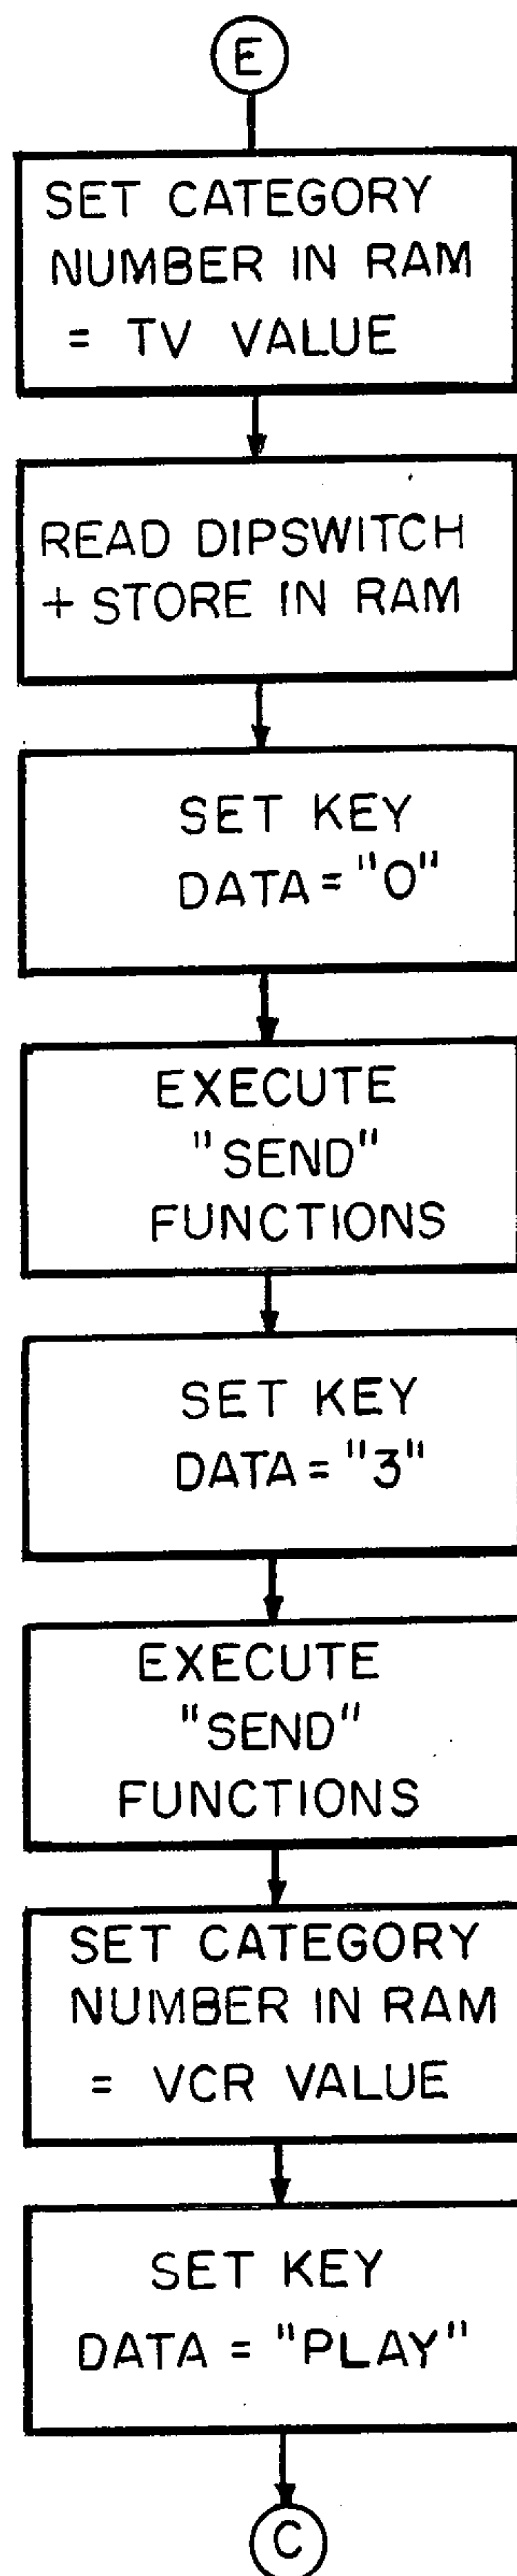 E
SET CATEGORY
NUMBER IN RAM
= TV VALUE
READ DIPSWITCH
+ STORE IN RAM
SET KEY
DATA = "0"
EXECUTE
"SEND"
FUNCTIONS
SET KEY
DATA = "3"
EXECUTE
"SEND"
FUNCTIONS
SET CATEGORY
NUMBER IN RAM
= VCR VALUE
SET KEY
DATA = "PLAY"
C